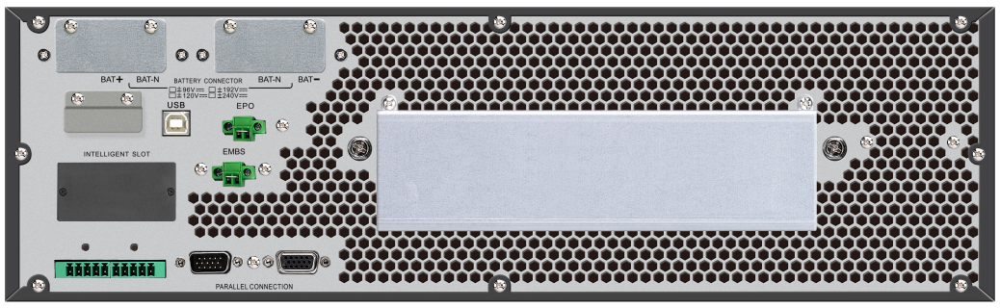 BAT+ BAT-N BATTERY CONNECTOR BAT-N BAT-
±96V⎓ ±192V⎓
±120V⎓ ±240V⎓
USB EPO
EMBS
INTELLIGENT SLOT
PARALLEL CONNECTION